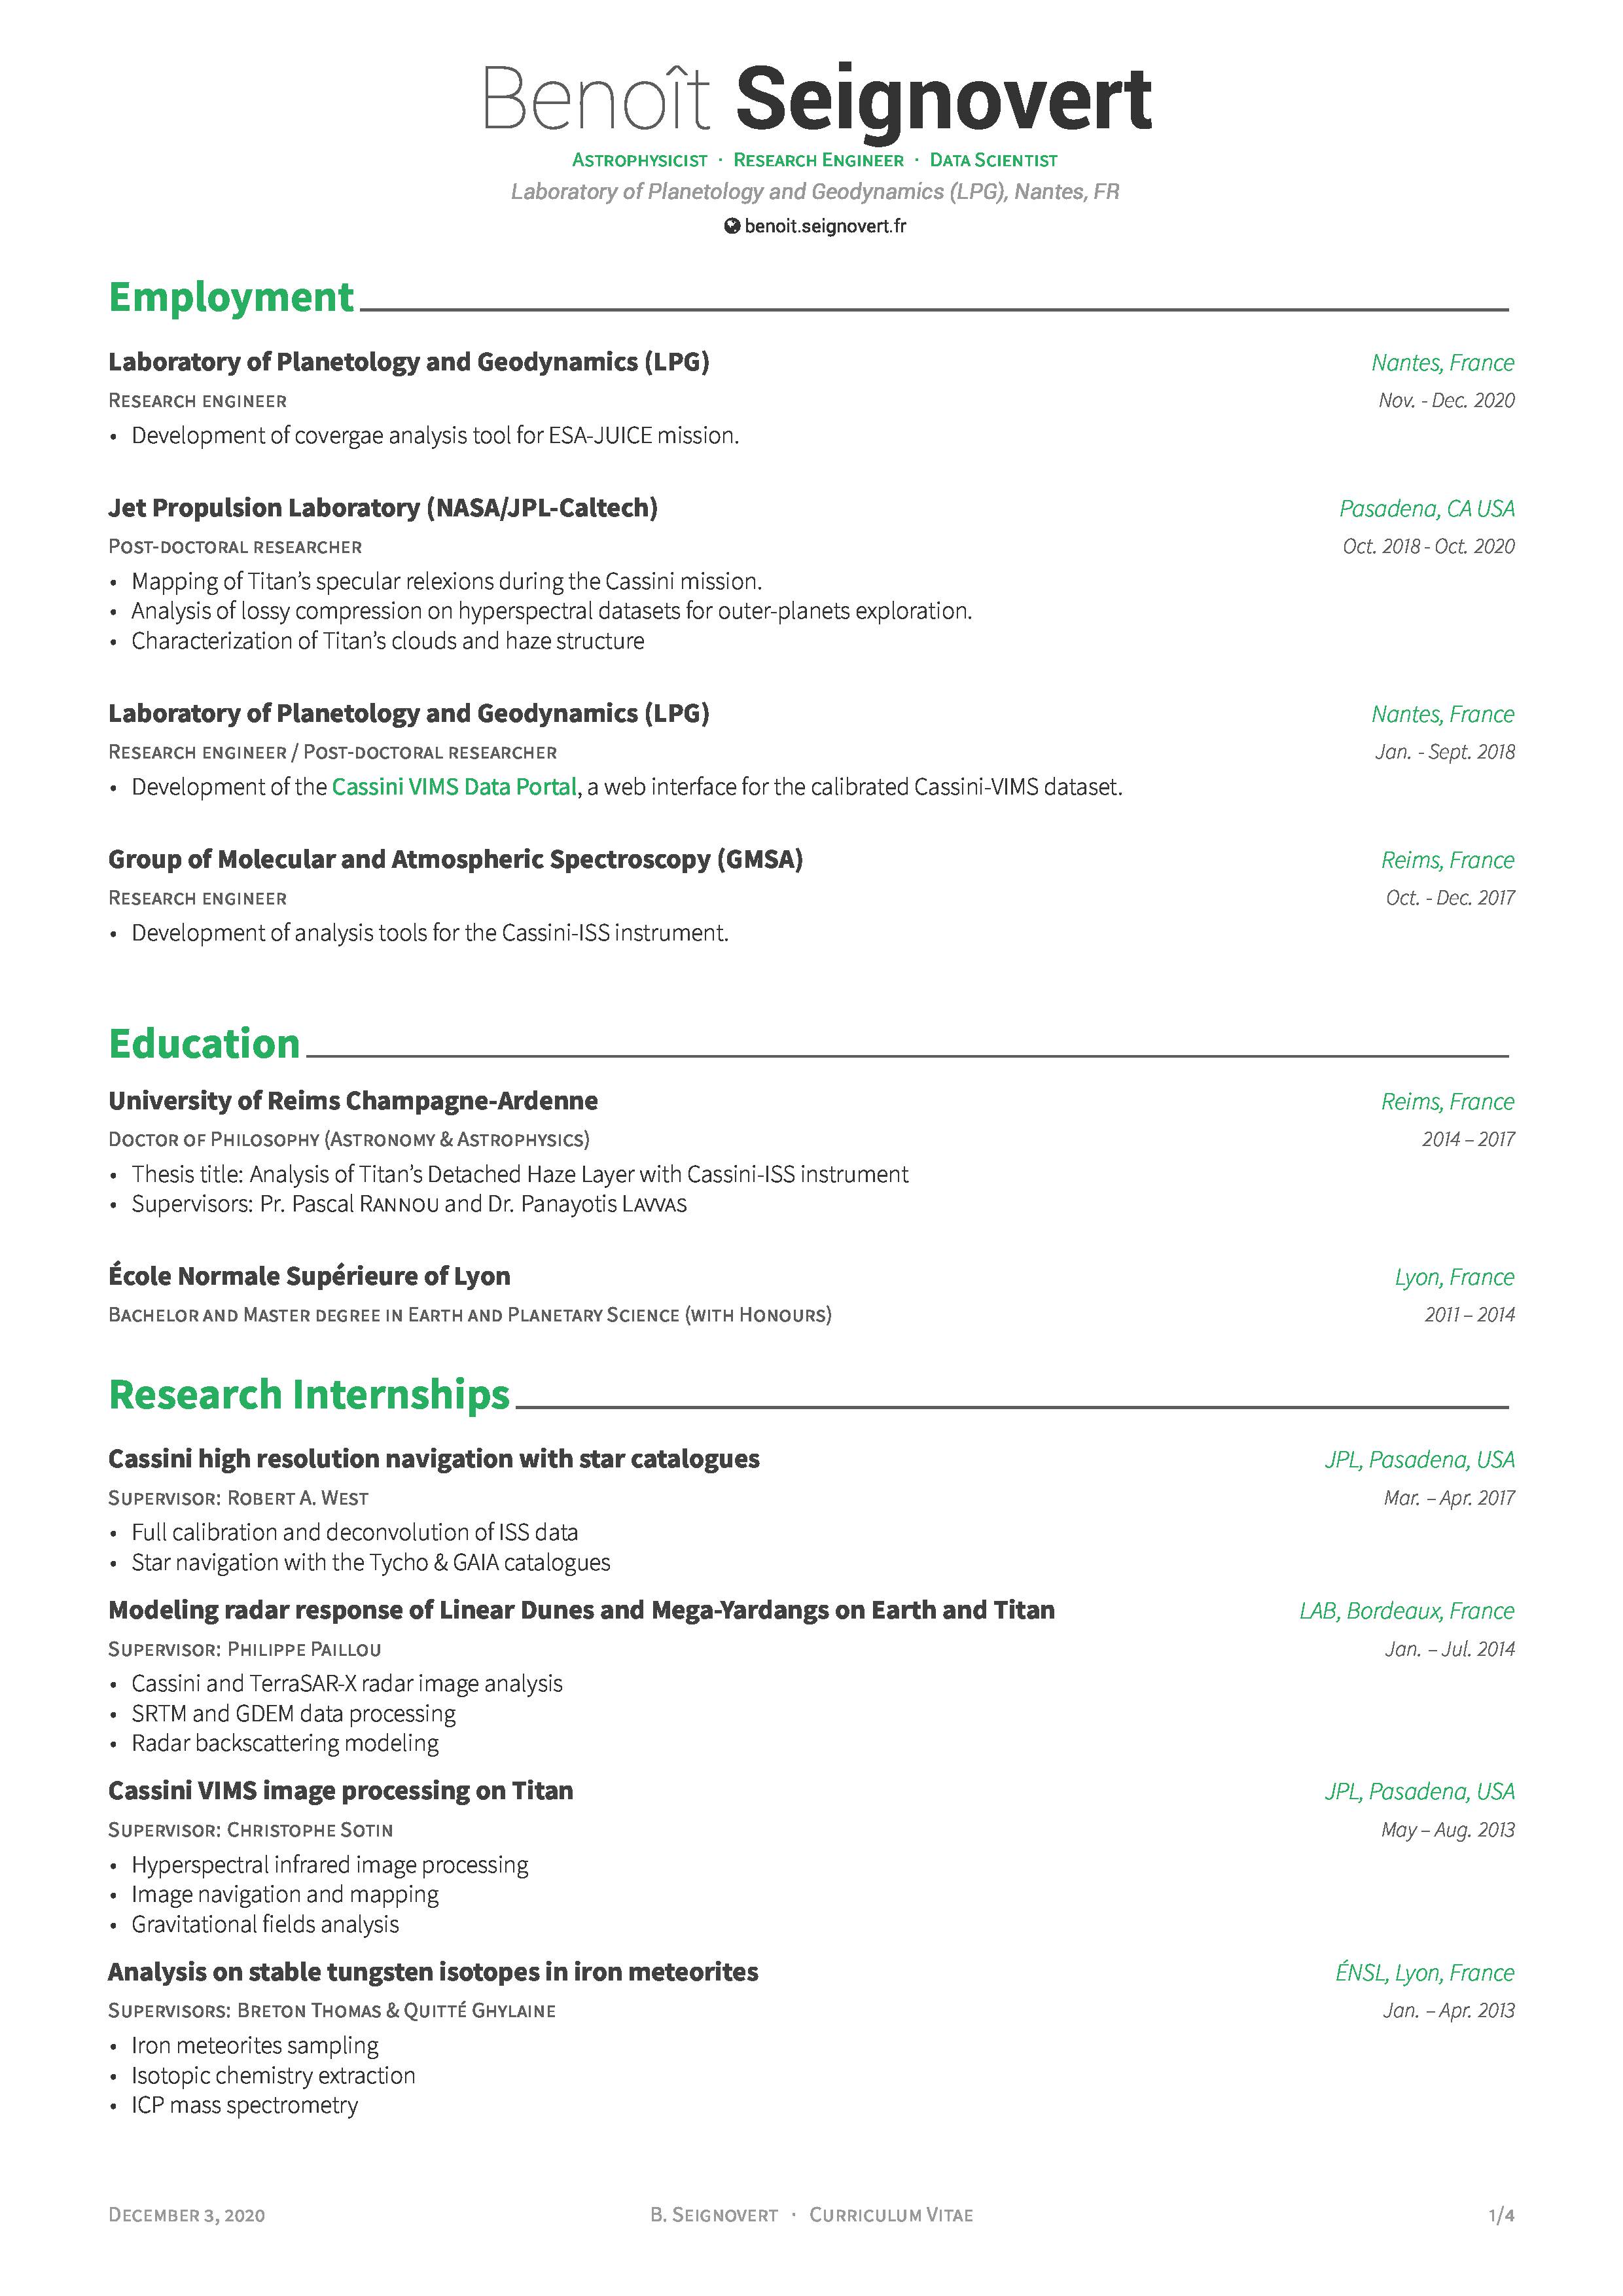 Benoît Seignovert
Astrophysicist · Research Engineer · Data Scientist
Laboratory of Planetology and Geodynamics (LPG), Nantes, FR
benoit.seignovert.fr
Employment
Laboratory of Planetology and Geodynamics (LPG) Nantes, France
Research engineer Nov. - Dec. 2020
• Development of covergae analysis tool for ESA-JUICE mission.
Jet Propulsion Laboratory (NASA/JPL-Caltech) Pasadena, CA USA
Post-doctoral researcher Oct. 2018 - Oct. 2020
• Mapping of Titan's specular relexions during the Cassini mission.
• Analysis of lossy compression on hyperspectral datasets for outer-planets exploration.
• Characterization of Titan's clouds and haze structure
Laboratory of Planetology and Geodynamics (LPG) Nantes, France
Research engineer / Post-doctoral researcher Jan. - Sept. 2018
• Development of the Cassini VIMS Data Portal, a web interface for the calibrated Cassini-VIMS dataset.
Group of Molecular and Atmospheric Spectroscopy (GMSA) Reims, France
Research engineer Oct. - Dec. 2017
• Development of analysis tools for the Cassini-ISS instrument.
Education
University of Reims Champagne-Ardenne Reims, France
Doctor of Philosophy (Astronomy & Astrophysics) 2014 – 2017
• Thesis title: Analysis of Titan's Detached Haze Layer with Cassini-ISS instrument
• Supervisors: Pr. Pascal Rannou and Dr. Panayotis Lavvas
École Normale Supérieure of Lyon Lyon, France
Bachelor and Master degree in Earth and Planetary Science (with Honours) 2011 – 2014
Research Internships
Cassini high resolution navigation with star catalogues JPL, Pasadena, USA
Supervisor: Robert A. West Mar. – Apr. 2017
• Full calibration and deconvolution of ISS data
• Star navigation with the Tycho & GAIA catalogues
Modeling radar response of Linear Dunes and Mega-Yardangs on Earth and Titan LAB, Bordeaux, France
Supervisor: Philippe Paillou Jan. – Jul. 2014
• Cassini and TerraSAR-X radar image analysis
• SRTM and GDEM data processing
• Radar backscattering modeling
Cassini VIMS image processing on Titan JPL, Pasadena, USA
Supervisor: Christophe Sotin May – Aug. 2013
• Hyperspectral infrared image processing
• Image navigation and mapping
• Gravitational fields analysis
Analysis on stable tungsten isotopes in iron meteorites ÉNSL, Lyon, France
Supervisors: Breton Thomas & Quitté Ghylaine Jan. – Apr. 2013
• Iron meteorites sampling
• Isotopic chemistry extraction
• ICP mass spectrometry
December 3, 2020 B. Seignovert · Curriculum Vitae 1/4